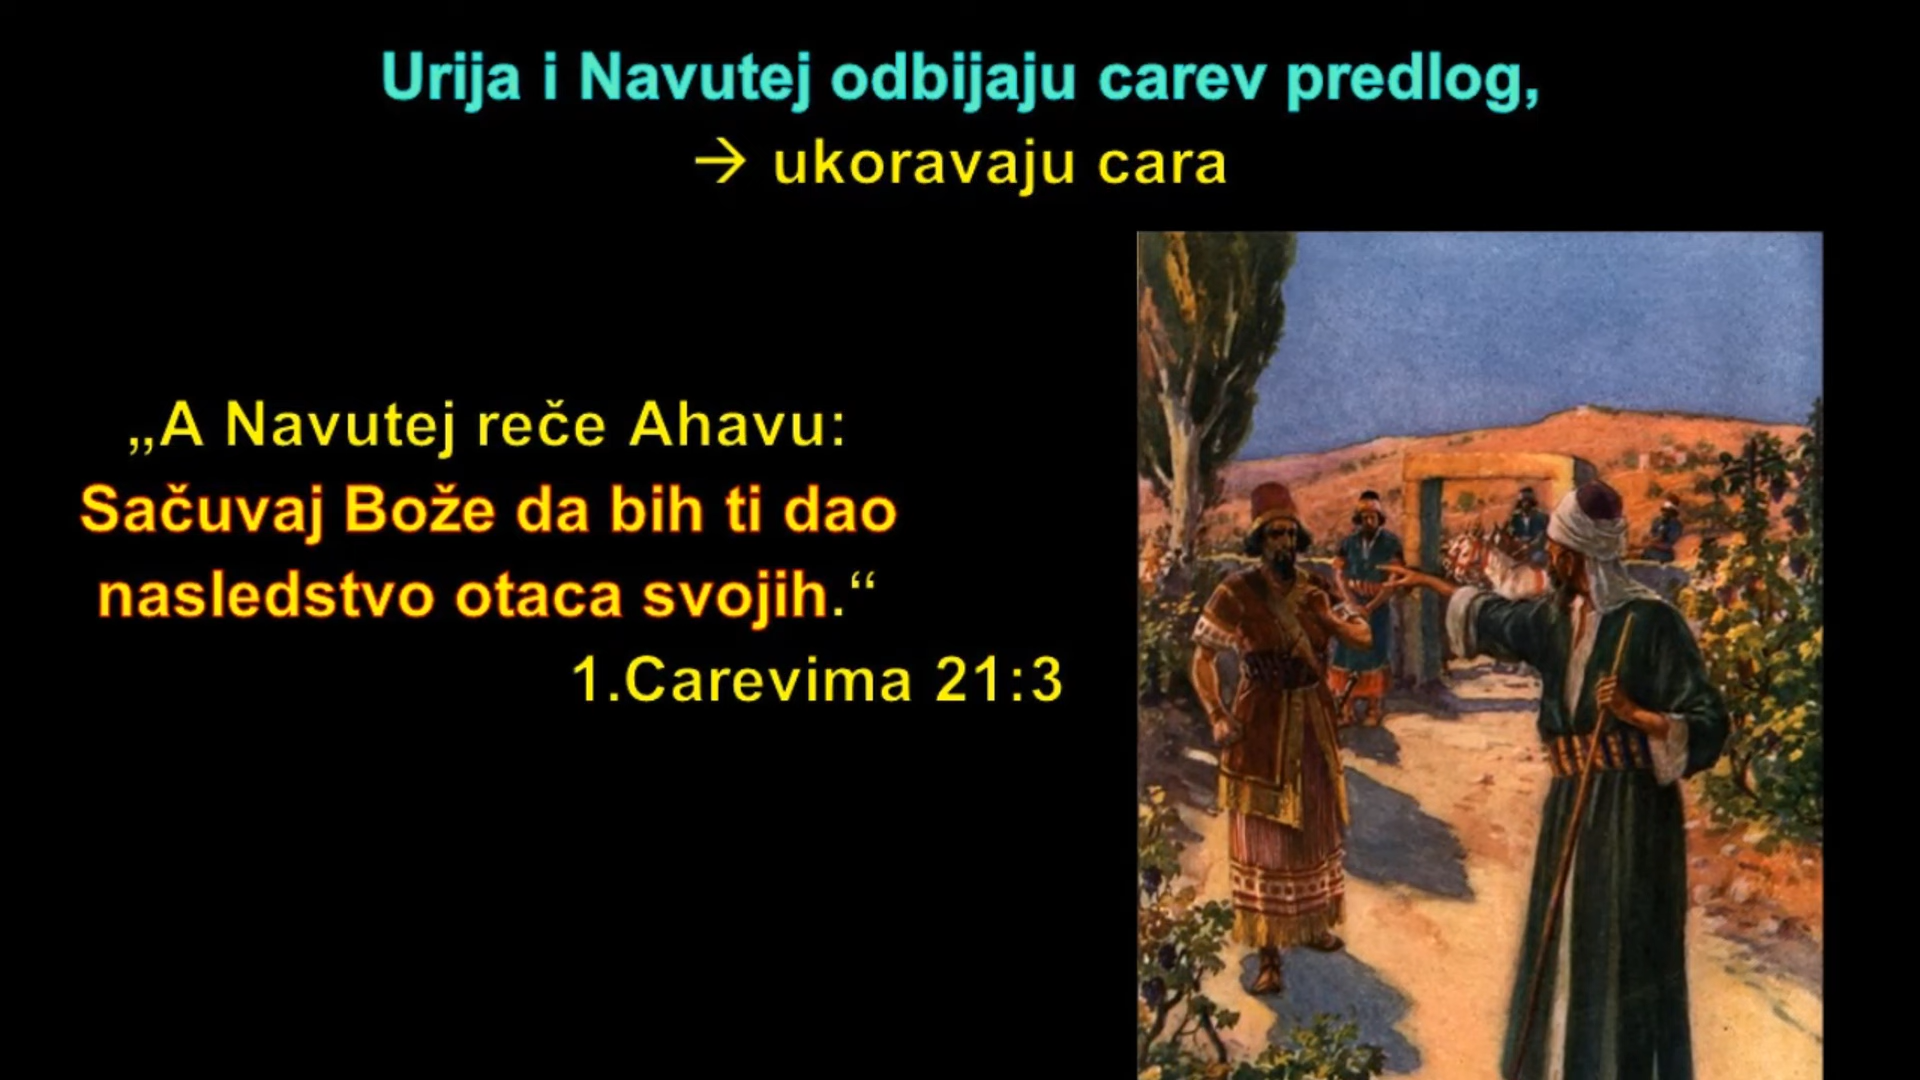 Urija i Navutej odbijaju carev predlog,
→ ukoravaju cara
„A Navutej reče Ahavu:
Sačuvaj Bože da bih ti dao
nasledstvo otaca svojih.“
1.Carevima 21:3